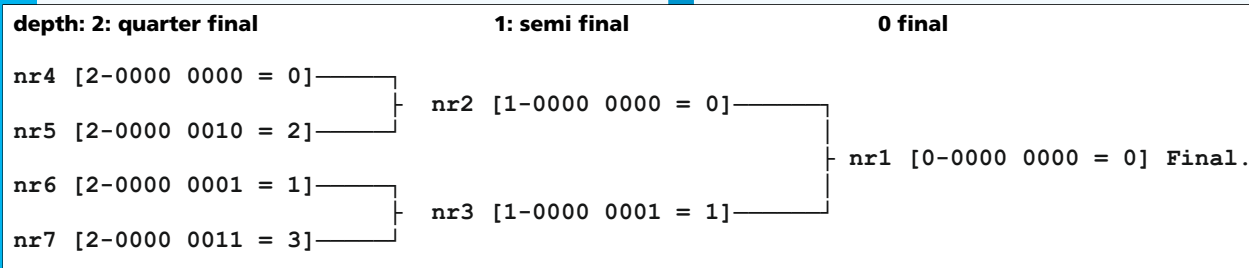 depth: 2: quarter final 1: semi final 0 final
nr4 [2-0000 0000 = 0]
nr2 [1-0000 0000 = 0]
nr5 [2-0000 0010 = 2]
nr1 [0-0000 0000 = 0] Final.
nr6 [2-0000 0001 = 1]
nr3 [1-0000 0001 = 1]
nr7 [2-0000 0011 = 3]